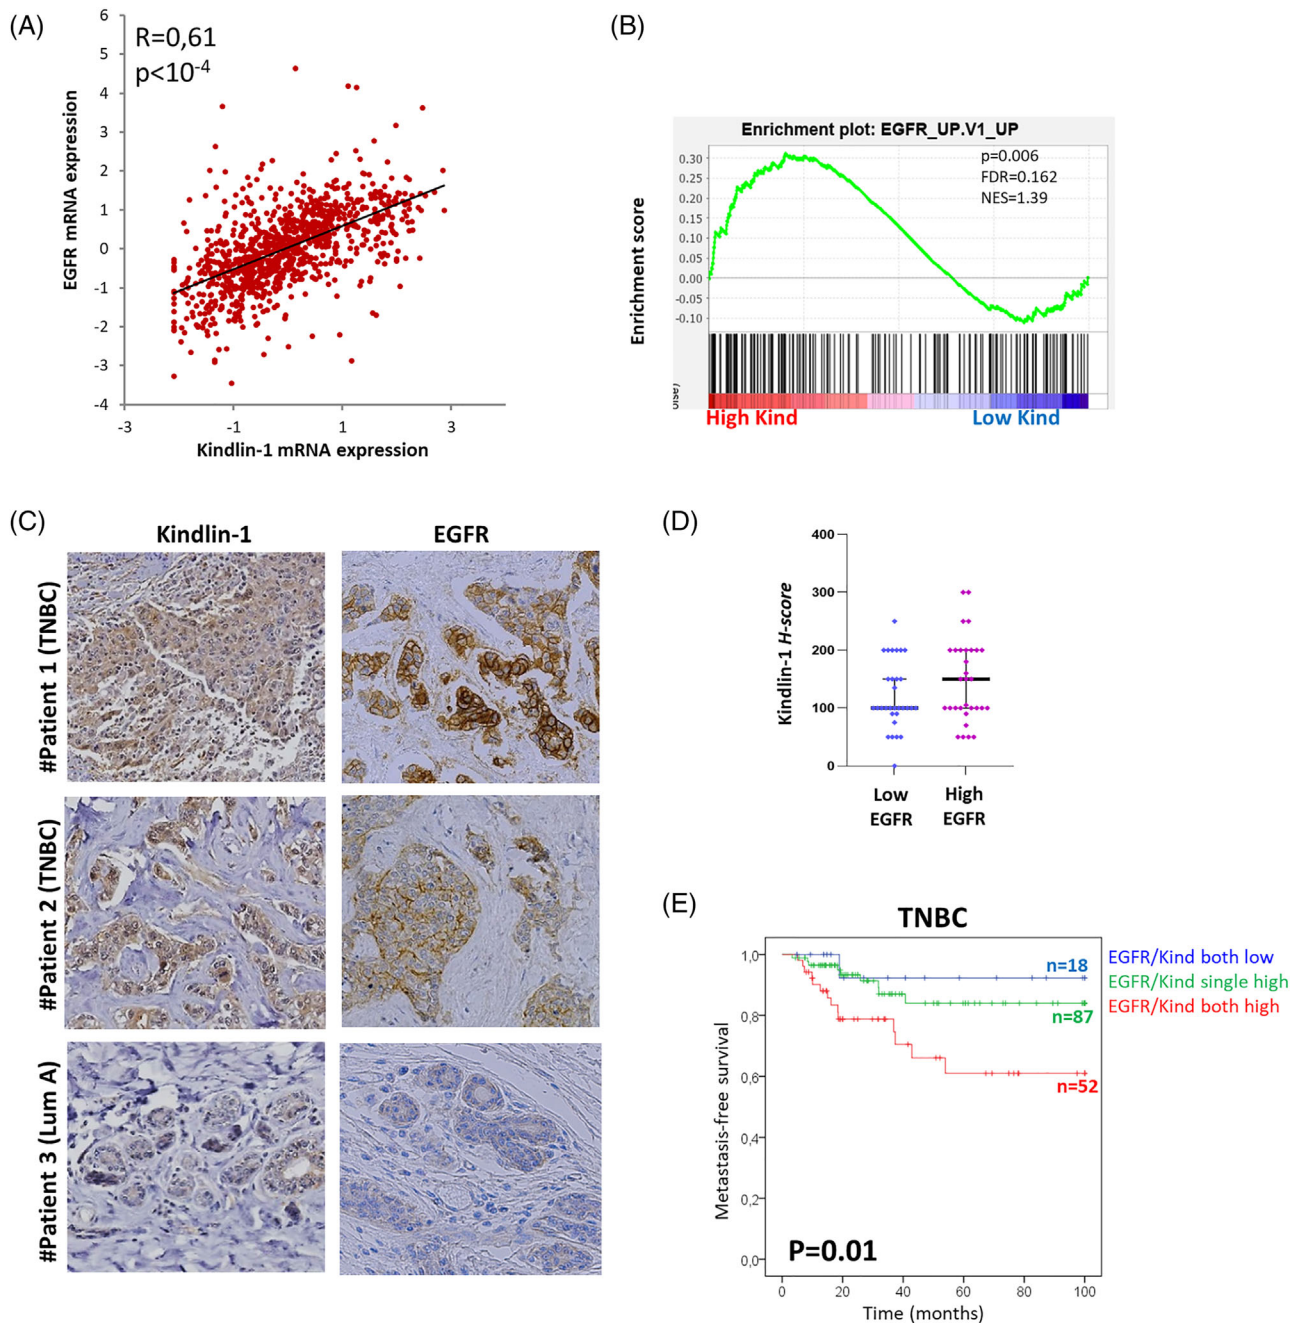 (A)
R=0,61
p<10-4
6
5
4
3
2
1
0
-1
-2
-3
-4
-3
-1
1
3
EGFR mRNA expression
Kindlin-1 mRNA expression
(B)
Enrichment plot: EGFR_UP.V1_UP
p=0.006
FDR=0.162
NES=1.39
0.30
0.25
0.20
0.15
0.10
0.05
0.00
-0.05
-0.10
Enrichment score
High Kind
Low Kind
(C)
Kindlin-1
EGFR
#Patient 1 (TNBC)
#Patient 2 (TNBC)
#Patient 3 (Lum A)
(D)
400
300
200
100
0
Kindlin-1 H-score
Low
EGFR
High
EGFR
(E)
TNBC
1,0
0,8
0,6
0,4
0,2
0,0
Metastasis-free survival
n=18
n=87
n=52
EGFR/Kind both low
EGFR/Kind single high
EGFR/Kind both high
P=0.01
0
20
40
60
80
100
Time (months)